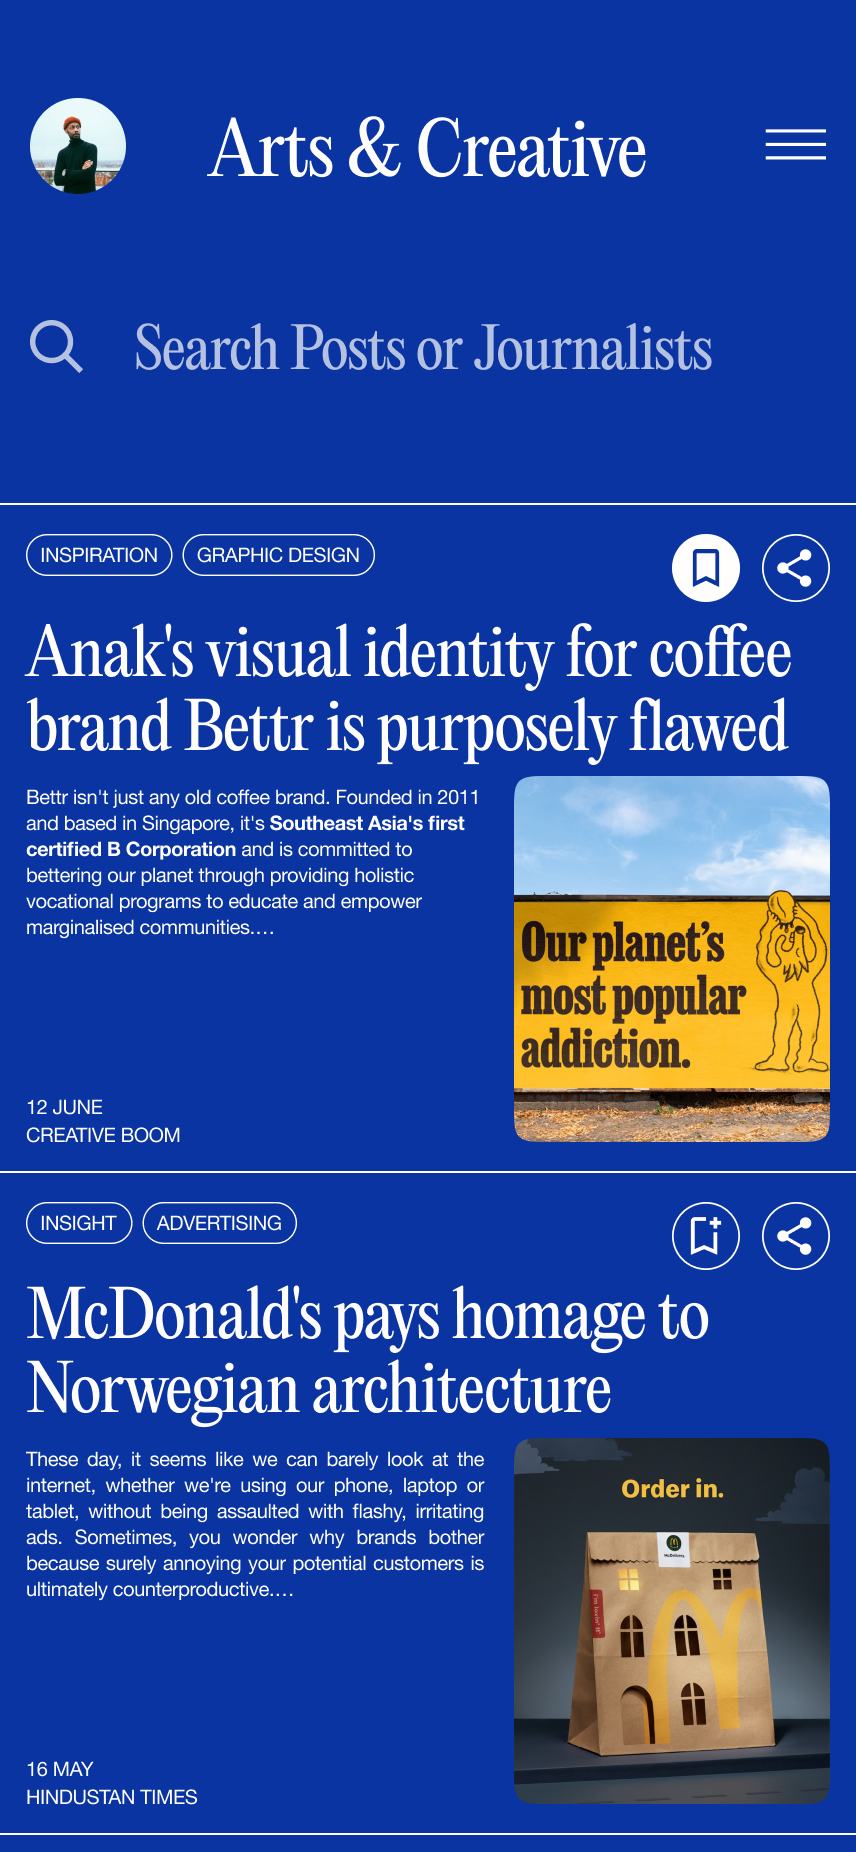 Arts & Creative
Search Posts or Journalists
INSPIRATION
GRAPHIC DESIGN
Anak's visual identity for coffee
brand Bettr is purposely flawed
Bettr isn't just any old coffee brand. Founded in 2011
and based in Singapore, it's Southeast Asia's first
certified B Corporation and is committed to
bettering our planet through providing holistic
vocational programs to educate and empower
marginalised communities....
Our planet's
most popular
addiction.
12 JUNE
CREATIVE BOOM
INSIGHT
ADVERTISING
McDonald's pays homage to
Norwegian architecture
These day, it seems like we can barely look at the
internet, whether we're using our phone, laptop or
tablet, without being assaulted with flashy, irritating
ads. Sometimes, you wonder why brands bother
because surely annoying your potential customers is
ultimately counterproductive....
Order in.
McDelivery
16 MAY
HINDUSTAN TIMES